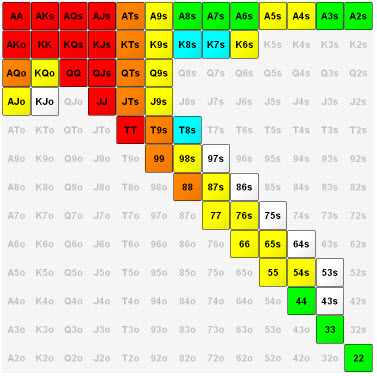 AA AKs AQs AJs ATs A9s A8s A7s A6s A5s A4s A3s A2s
AKo KK KQs KJs KTs K9s K8s K7s K6s K5s K4s K3s K2s
AQo KQo QQ QJs QTs Q9s Q8s Q7s Q6s Q5s Q4s Q3s Q2s
AJo KJo QJo JJ JTs J9s J8s J7s J6s J5s J4s J3s J2s
ATo KTo QTo JTo TT T9s T8s T7s T6s T5s T4s T3s T2s
A9o K9o Q9o J9o T9o 99 98s 97s 96s 95s 94s 93s 92s
A8o K8o Q8o J8o T8o 98o 88 87s 86s 85s 84s 83s 82s
A7o K7o Q7o J7o T7o 97o 87o 77 76s 75s 74s 73s 72s
A6o K6o Q6o J6o T6o 96o 86o 76o 66 65s 64s 63s 62s
A5o K5o Q5o J5o T5o 95o 85o 75o 65o 55 54s 53s 52s
A4o K4o Q4o J4o T4o 94o 84o 74o 64o 54o 44 43s 42s
A3o K3o Q3o J3o T3o 93o 83o 73o 63o 53o 43o 33 32s
A2o K2o Q2o J2o T2o 92o 82o 72o 62o 52o 42o 32o 22